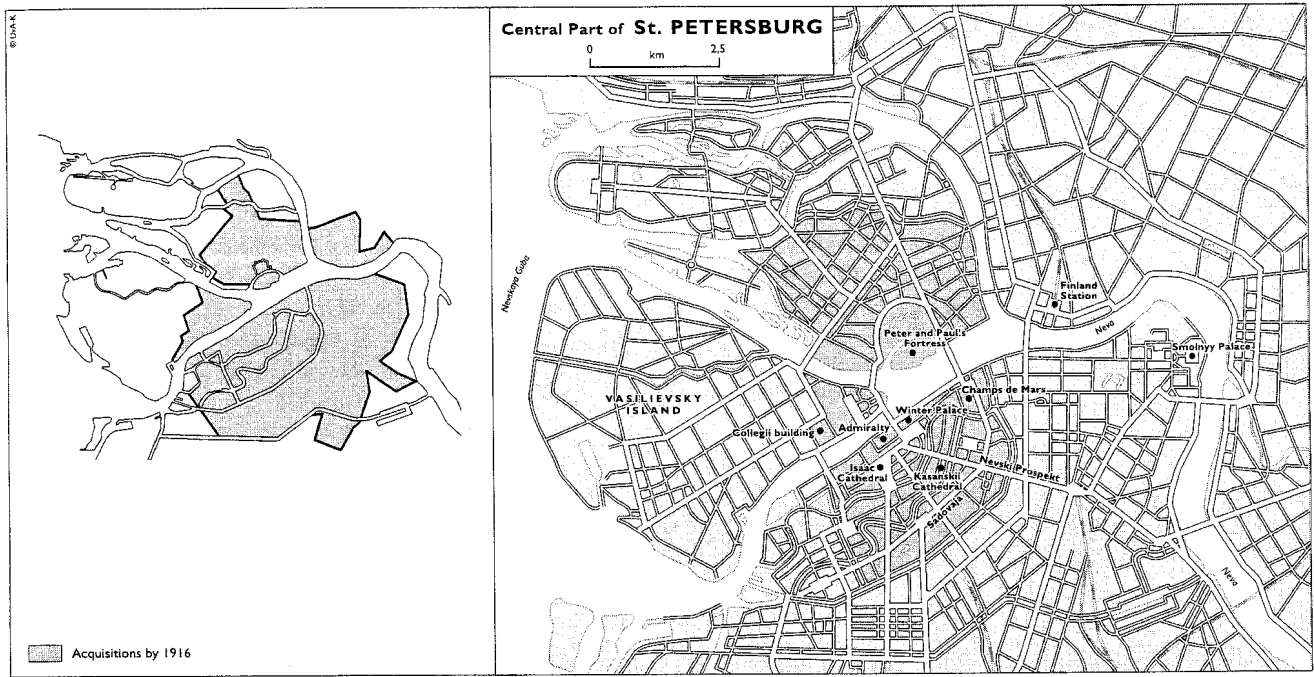 © UvA-K
Acquisitions by 1916
Central Part of St. PETERSBURG
0 2,5
km
Nevskaya Guba
Finland
Station
Neva
Peter and Paul's
Fortress
Smolnyy Palace
Champs de Mars
VASILIEVSKY
ISLAND
Winter Palace
Collegii building
Admiralty
Isaac
Cathedral
Kasanskii
Cathedral
Nevski Prospekt
Sadovaja
Neva